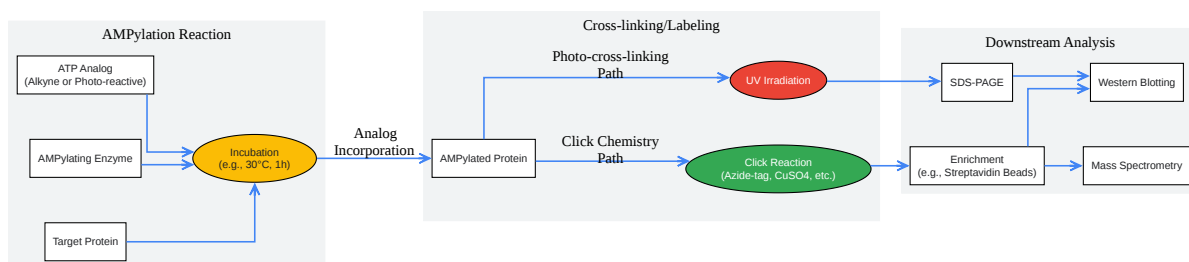 AMPylation Reaction
ATP Analog
(Alkyne or Photo-reactive)
AMPylating Enzyme
Target Protein
Incubation
(e.g., 30°C, 1h)
Analog
Incorporation
Cross-linking/Labeling
Photo-cross-linking
Path
UV Irradiation
AMPylated Protein
Click Chemistry
Path
Click Reaction
(Azide-tag, CuSO4, etc.)
Downstream Analysis
SDS-PAGE
Western Blotting
Enrichment
(e.g., Streptavidin Beads)
Mass Spectrometry